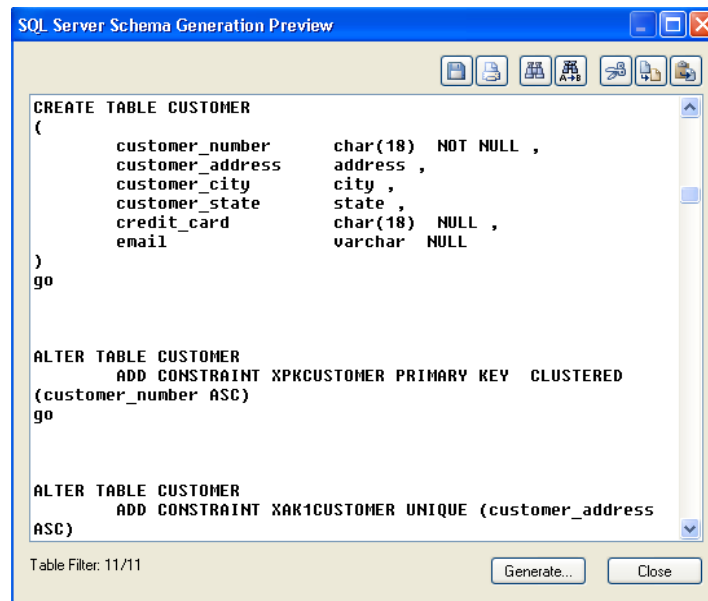 SQL Server Schema Generation Preview
A→B
CREATE TABLE CUSTOMER
(
customer_number char(18) NOT NULL ,
customer_address address ,
customer_city city ,
customer_state state ,
credit_card char(18) NULL ,
email varchar NULL
)
go
ALTER TABLE CUSTOMER
ADD CONSTRAINT XPKCUSTOMER PRIMARY KEY CLUSTERED
(customer_number ASC)
go
ALTER TABLE CUSTOMER
ADD CONSTRAINT XAK1CUSTOMER UNIQUE (customer_address
ASC)
Table Filter: 11/11
Generate...
Close